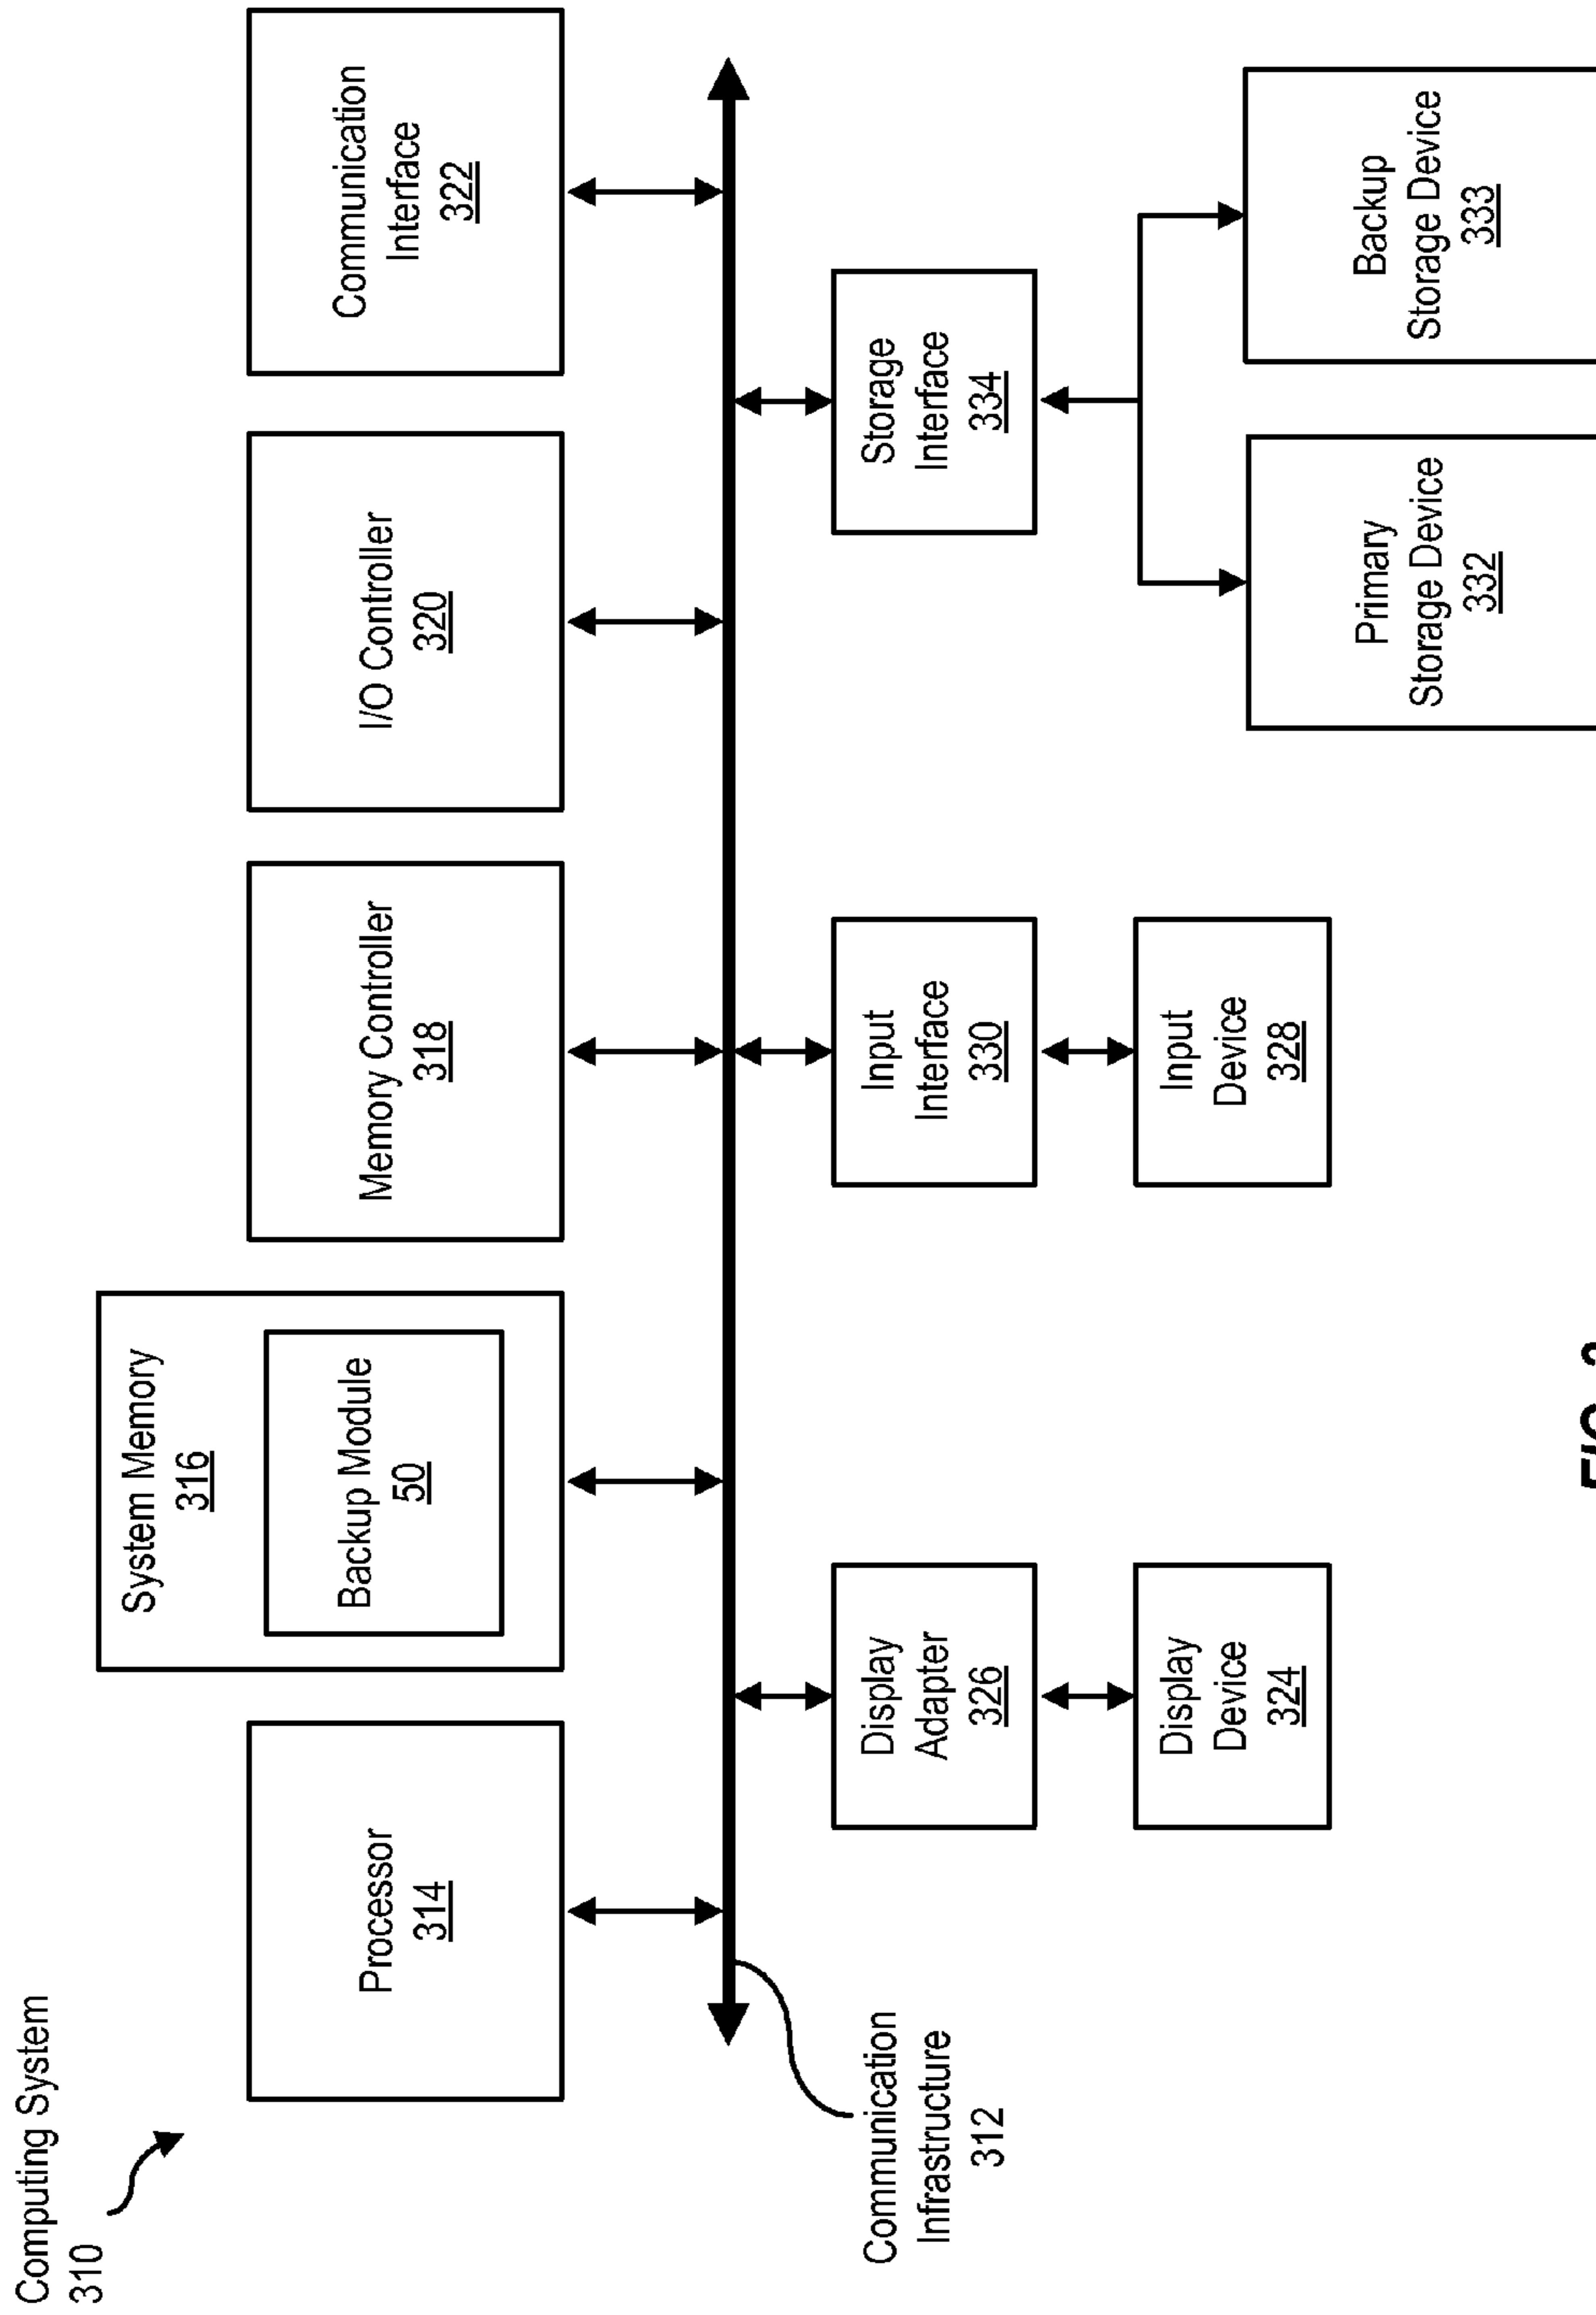 Computing System
310
Processor
314
System Memory
316
Backup Module
50
Memory Controller
318
I/O Controller
320
Communication
Interface
322
Communication
Infrastructure
312
Display
Adapter
326
Input
Interface
330
Storage
Interface
334
Display
Device
324
Input
Device
328
Primary
Storage Device
332
Backup
Storage Device
333
FIG.